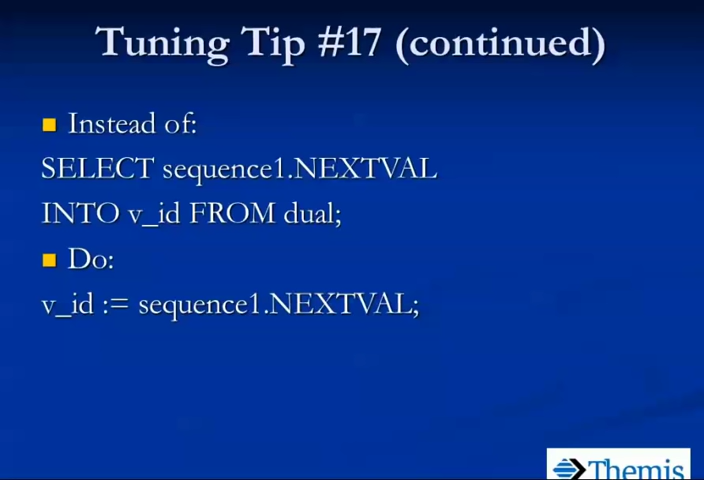 Tuning Tip #17 (continued)
Instead of:
SELECT sequence1.NEXTVAL
INTO v_id FROM dual;
Do:
v_id := sequence1.NEXTVAL;
Themis